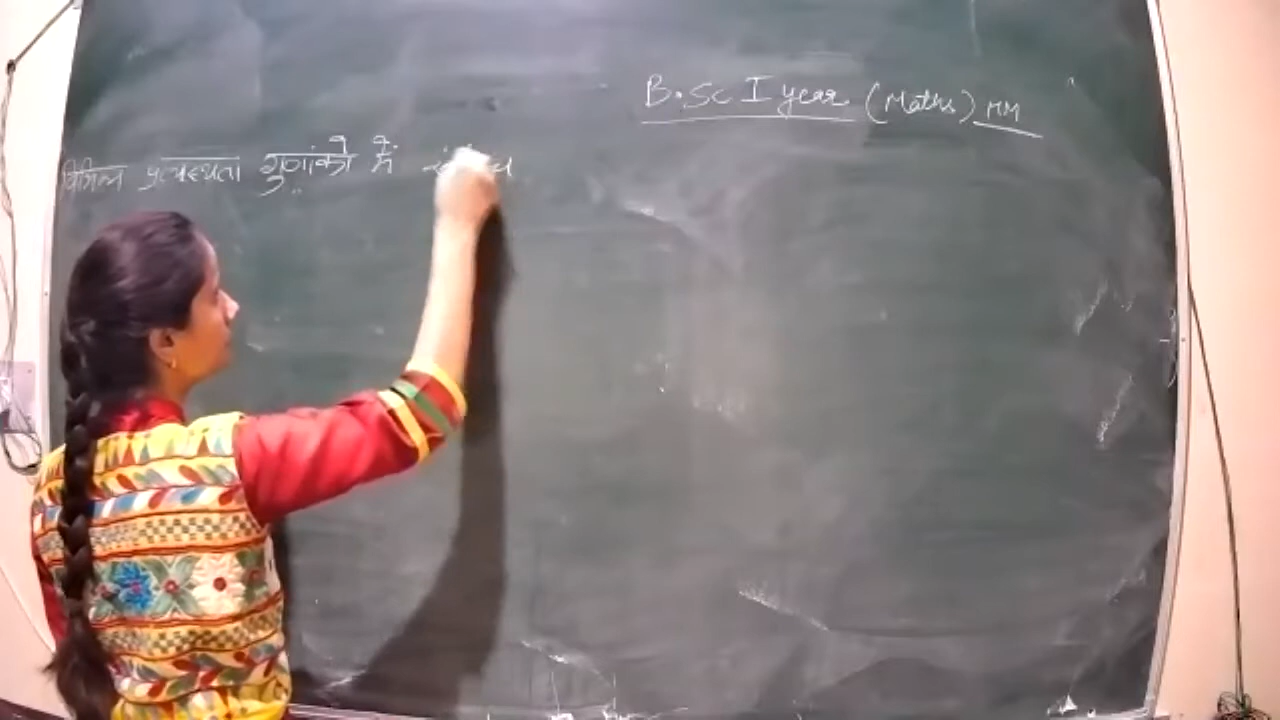 B.Sc I year (Maths) MM
विभिन्न प्रत्यास्थता गुणांको में